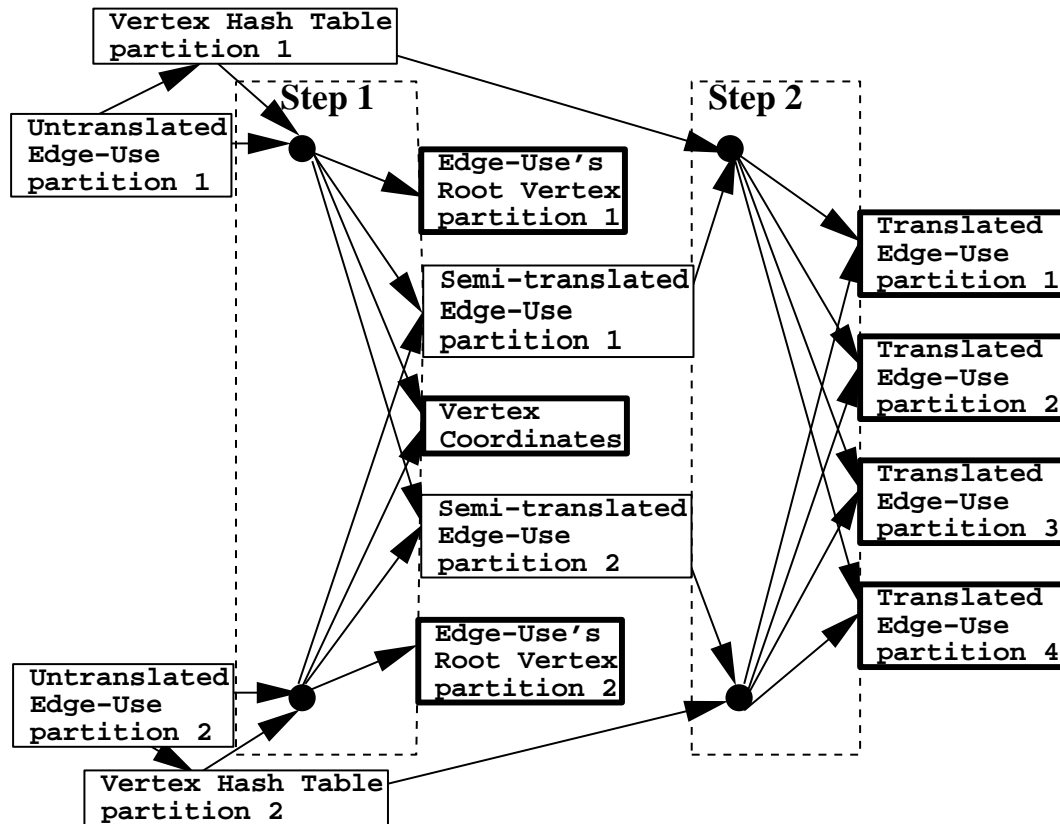 Vertex Hash Table
partition 1
Step 1
Step 2
Untranslated
Edge-Use
partition 1
Edge-Use's
Root Vertex
partition 1
Translated
Edge-Use
partition 1
Semi-translated
Edge-Use
partition 1
Translated
Edge-Use
partition 2
Vertex
Coordinates
Translated
Edge-Use
partition 3
Semi-translated
Edge-Use
partition 2
Translated
Edge-Use
partition 4
Edge-Use's
Root Vertex
partition 2
Untranslated
Edge-Use
partition 2
Vertex Hash Table
partition 2